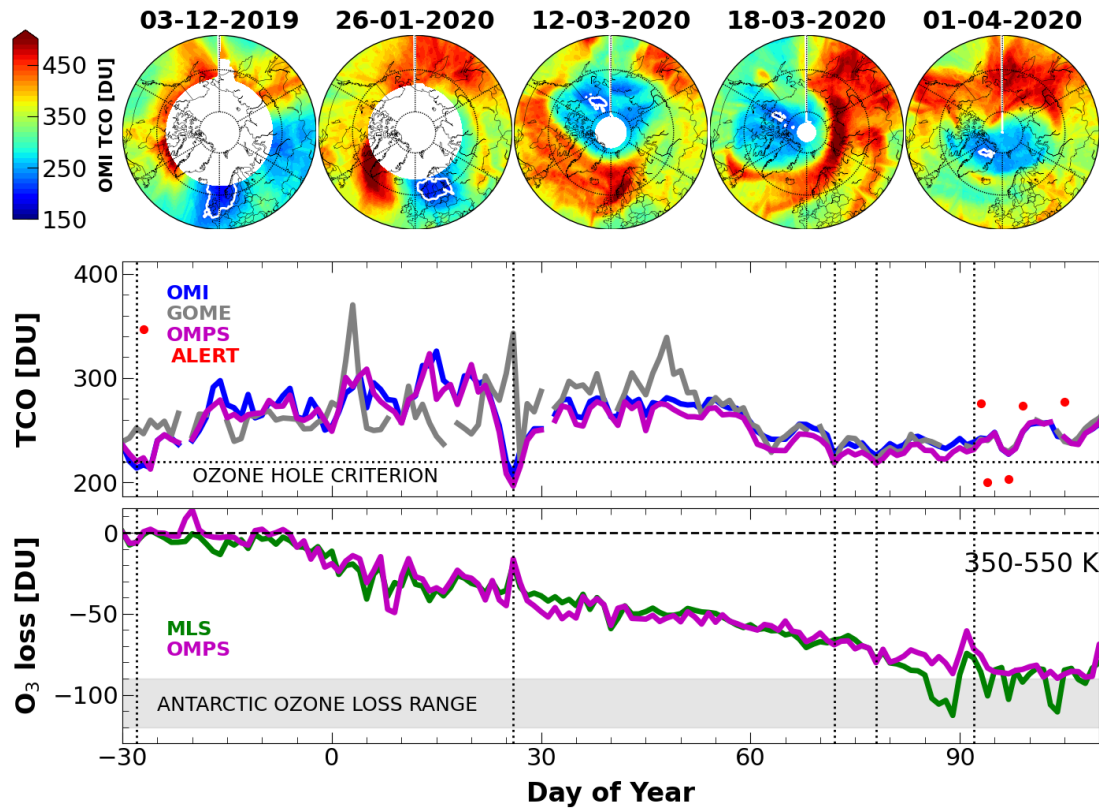 03-12-2019 26-01-2020 12-03-2020 18-03-2020 01-04-2020
OMI TCO [DU]
450
350
250
150
TCO [DU]
400
300
200
OMI
GOME
OMPS
ALERT
OZONE HOLE CRITERION
O₃ loss [DU]
0
−50
−100
350-550 K
MLS
OMPS
ANTARCTIC OZONE LOSS RANGE
−30 0 30 60 90
Day of Year